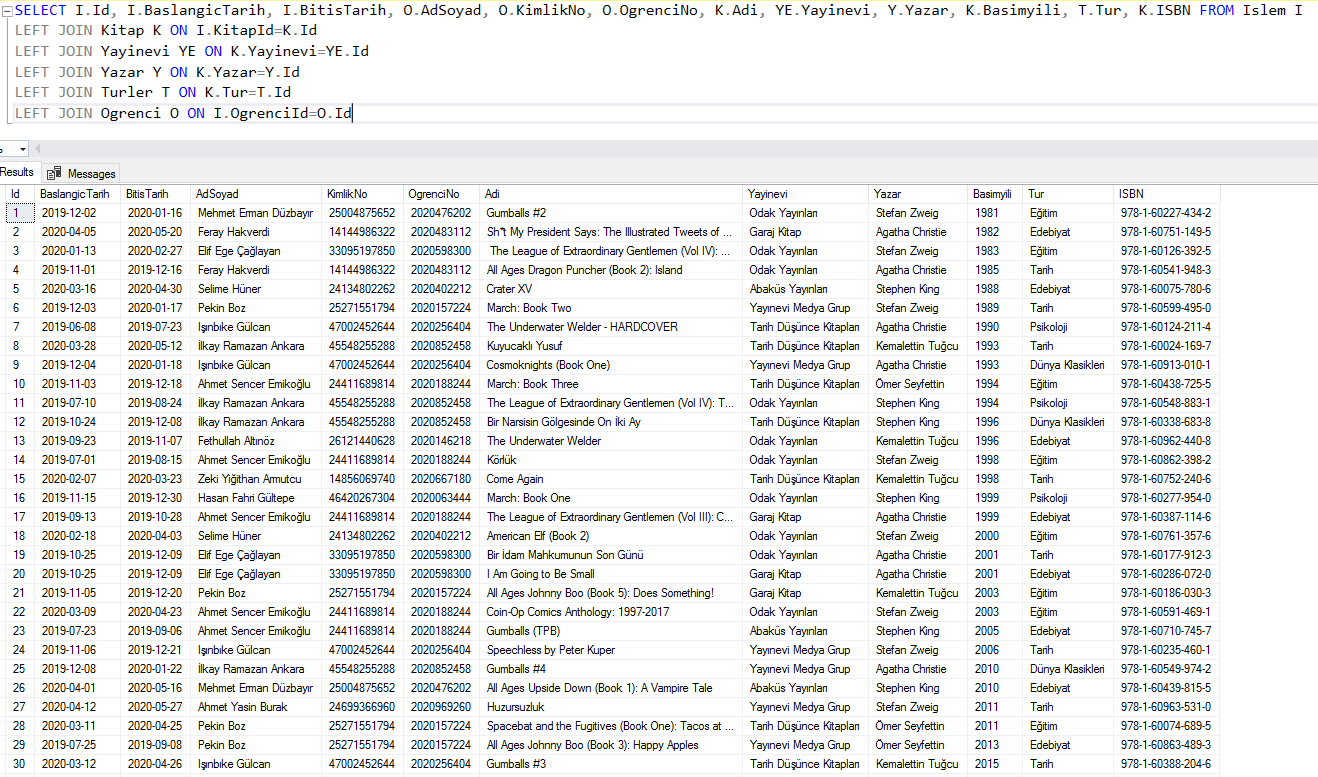 SELECT I.Id, I.BaslangicTarih, I.BitisTarih, O.AdSoyad, O.KimlikNo, O.OgrenciNo, K.Adi, YE.Yayinevi, Y.Yazar, K.Basimyili, T.Tur, K.ISBN FROM Islem I
LEFT JOIN Kitap K ON I.KitapId=K.Id
LEFT JOIN Yayinevi YE ON K.Yayinevi=YE.Id
LEFT JOIN Yazar Y ON K.Yazar=Y.Id
LEFT JOIN Turler T ON K.Tur=T.Id
LEFT JOIN Ogrenci O ON I.OgrenciId=O.Id
Results Messages
Id BaslangicTarih BitisTarih AdSoyad KimlikNo OgrenciNo Adi Yayinevi Yazar Basimyili Tur ISBN
1 2019-12-02 2020-01-16 Mehmet Erman Düzbayır 25004875652 2020476202 Gumballs #2 Odak Yayınları Stefan Zweig 1981 Eğitim 978-1-60227-434-2
2 2020-04-05 2020-05-20 Feray Hakverdi 14144986322 2020483112 Sh*t My President Says: The Illustrated Tweets of ... Garaj Kitap Agatha Christie 1982 Edebiyat 978-1-60751-149-5
3 2020-01-13 2020-02-27 Elif Ege Çağlayan 33095197850 2020598300 The League of Extraordinary Gentlemen (Vol IV): ... Odak Yayınları Stefan Zweig 1983 Eğitim 978-1-60126-392-5
4 2019-11-01 2019-12-16 Feray Hakverdi 14144986322 2020483112 All Ages Dragon Puncher (Book 2): Island Odak Yayınları Agatha Christie 1985 Tarih 978-1-60541-948-3
5 2020-03-16 2020-04-30 Selime Hüner 24134802262 2020402212 Crater XV Abaküs Yayınları Stephen King 1988 Edebiyat 978-1-60075-780-6
6 2019-12-03 2020-01-17 Pekin Boz 25271551794 2020157224 March: Book Two Yayınevi Medya Grup Stefan Zweig 1989 Tarih 978-1-60599-495-0
7 2019-06-08 2019-07-23 Işınbike Gülcan 47002452644 2020256404 The Underwater Welder - HARDCOVER Tarih Düşünce Kitapları Agatha Christie 1990 Psikoloji 978-1-60124-211-4
8 2020-03-28 2020-05-12 İlkay Ramazan Ankara 45548255288 2020852458 Kuyucaklı Yusuf Tarih Düşünce Kitapları Kemalettin Tuğcu 1993 Tarih 978-1-60024-169-7
9 2019-12-04 2020-01-18 Işınbike Gülcan 47002452644 2020256404 Cosmoknights (Book One) Yayınevi Medya Grup Agatha Christie 1993 Dünya Klasikleri 978-1-60913-010-1
10 2019-11-03 2019-12-18 Ahmet Sencer Emikoğlu 24411689814 2020188244 March: Book Three Tarih Düşünce Kitapları Ömer Seyfettin 1994 Eğitim 978-1-60438-725-5
11 2019-07-10 2019-08-24 İlkay Ramazan Ankara 45548255288 2020852458 The League of Extraordinary Gentlemen (Vol IV): T... Odak Yayınları Stephen King 1994 Psikoloji 978-1-60548-883-1
12 2019-10-24 2019-12-08 İlkay Ramazan Ankara 45548255288 2020852458 Bir Narsisin Gölgesinde On İki Ay Tarih Düşünce Kitapları Stephen King 1996 Dünya Klasikleri 978-1-60338-683-8
13 2019-09-23 2019-11-07 Fethullah Altınöz 26121440628 2020146218 The Underwater Welder Odak Yayınları Kemalettin Tuğcu 1996 Edebiyat 978-1-60962-440-8
14 2019-07-01 2019-08-15 Ahmet Sencer Emikoğlu 24411689814 2020188244 Körlük Odak Yayınları Stefan Zweig 1998 Eğitim 978-1-60862-398-2
15 2020-02-07 2020-03-23 Zeki Yiğithan Armutcu 14856069740 2020667180 Come Again Tarih Düşünce Kitapları Kemalettin Tuğcu 1998 Tarih 978-1-60752-240-6
16 2019-11-15 2019-12-30 Hasan Fahri Gültepe 46420267304 2020063444 March: Book One Odak Yayınları Stephen King 1999 Psikoloji 978-1-60277-954-0
17 2019-09-13 2019-10-28 Ahmet Sencer Emikoğlu 24411689814 2020188244 The League of Extraordinary Gentlemen (Vol III): C... Garaj Kitap Agatha Christie 1999 Edebiyat 978-1-60387-114-6
18 2020-02-18 2020-04-03 Selime Hüner 24134802262 2020402212 American Elf (Book 2) Odak Yayınları Stefan Zweig 2000 Eğitim 978-1-60761-357-6
19 2019-10-25 2019-12-09 Elif Ege Çağlayan 33095197850 2020598300 Bir İdam Mahkumunun Son Günü Odak Yayınları Agatha Christie 2001 Tarih 978-1-60177-912-3
20 2019-10-25 2019-12-09 Elif Ege Çağlayan 33095197850 2020598300 I Am Going to Be Small Garaj Kitap Agatha Christie 2001 Edebiyat 978-1-60286-072-0
21 2019-11-05 2019-12-20 Pekin Boz 25271551794 2020157224 All Ages Johnny Boo (Book 5): Does Something! Garaj Kitap Kemalettin Tuğcu 2003 Eğitim 978-1-60186-030-3
22 2020-03-09 2020-04-23 Ahmet Sencer Emikoğlu 24411689814 2020188244 Coin-Op Comics Anthology: 1997-2017 Odak Yayınları Stefan Zweig 2003 Eğitim 978-1-60591-469-1
23 2019-07-23 2019-09-06 Ahmet Sencer Emikoğlu 24411689814 2020188244 Gumballs (TPB) Abaküs Yayınları Stephen King 2005 Edebiyat 978-1-60710-745-7
24 2019-11-06 2019-12-21 Işınbike Gülcan 47002452644 2020256404 Speechless by Peter Kuper Yayınevi Medya Grup Stefan Zweig 2006 Tarih 978-1-60235-460-1
25 2019-12-08 2020-01-22 İlkay Ramazan Ankara 45548255288 2020852458 Gumballs #4 Yayınevi Medya Grup Agatha Christie 2010 Dünya Klasikleri 978-1-60549-974-2
26 2020-04-01 2020-05-16 Mehmet Erman Düzbayır 25004875652 2020476202 All Ages Upside Down (Book 1): A Vampire Tale Abaküs Yayınları Stephen King 2010 Edebiyat 978-1-60439-815-5
27 2020-04-12 2020-05-27 Ahmet Yasin Burak 24699366960 2020969260 Huzursuzluk Yayınevi Medya Grup Stefan Zweig 2011 Tarih 978-1-60963-531-0
28 2020-03-11 2020-04-25 Pekin Boz 25271551794 2020157224 Spacebat and the Fugitives (Book One): Tacos at ... Tarih Düşünce Kitapları Ömer Seyfettin 2011 Eğitim 978-1-60074-689-5
29 2019-07-25 2019-09-08 Pekin Boz 25271551794 2020157224 All Ages Johnny Boo (Book 3): Happy Apples Yayınevi Medya Grup Ömer Seyfettin 2013 Edebiyat 978-1-60863-489-3
30 2020-03-12 2020-04-26 Işınbike Gülcan 47002452644 2020256404 Gumballs #3 Tarih Düşünce Kitapları Kemalettin Tuğcu 2015 Tarih 978-1-60388-204-6